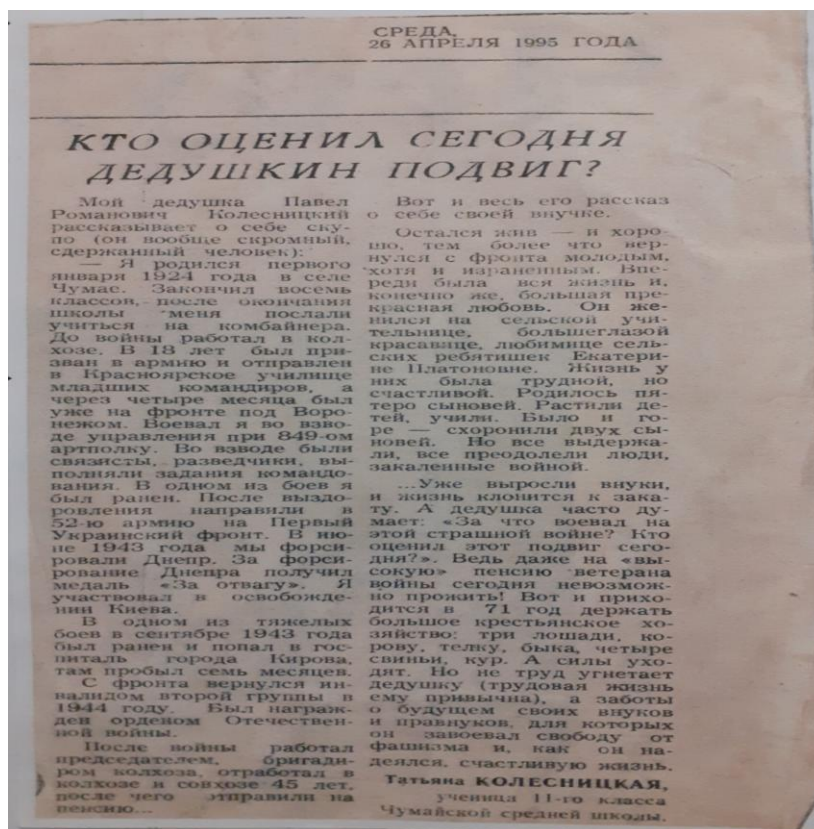 СРЕДА,
26 АПРЕЛЯ 1995 ГОДА
КТО ОЦЕНИЛ СЕГОДНЯ
ДЕДУШКИН ПОДВИГ?
Мой дедушка Павел
Романович Колесницкий
рассказывает о себе ску-
по (он вообще скромный,
сдержанный человек):
— Я родился первого
января 1924 года в селе
Чумае. Закончил восемь
классов, после окончания
школы меня послали
учиться на комбайнера.
До войны работал в кол-
хозе. В 18 лет был при-
зван в армию и отправлен
в Красноярское училище
младших командиров, а
через четыре месяца был
уже на фронте под Воро-
нежом. Воевал я во взво-
де управления при 849-ом
артполку. Во взводе были
связисты, разведчики, вы-
полняли задания командо-
вания. В одном из боев я
был ранен. После выздо-
ровления направили в
52-ю армию на Первый
Украинский фронт. В ию-
не 1943 года мы форси-
ровали Днепр. За форси-
рование Днепра получил
медаль «За отвагу». Я
участвовал в освобожде-
нии Киева.
В одном из тяжелых
боев в сентябре 1943 года
был ранен и попал в гос-
питаль города Кирова,
там пробыл семь месяцев.
С фронта вернулся ин-
валидом второй группы в
1944 году. Был награж-
ден орденом Отечествен-
ной войны.
После войны работал
председателем, бригади-
ром колхоза, отработал в
колхозе и совхозе 45 лет,
после чего отправили на
пенсию...
Вот и весь его рассказ
о себе своей внучке.
Остался жив — и хоро-
шо, тем более что вер-
нулся с фронта молодым,
хотя и израненным. Впе-
реди была вся жизнь и,
конечно же, большая пре-
красная любовь. Он же-
нился на сельской учи-
тельнице, большеглазой
красавице, любимице сель-
ских ребятишек Екатери-
не Платоновне. Жизнь у
них была трудной, но
счастливой. Родилось пя-
теро сыновей. Растили де-
тей, учили. Было и го-
ре — схоронили двух сы-
новей. Но все выдержа-
ли, все преодолели люди,
закаленные войной.
...Уже выросли внуки,
и жизнь клонится к зака-
ту. А дедушка часто ду-
мает: «За что воевал на
этой страшной войне? Кто
оценил этот подвиг сего-
дня?». Ведь даже на «вы-
сокую» пенсию ветерана
войны сегодня невозмож-
но прожить! Вот и прихо-
дится в 71 год держать
большое крестьянское хо-
зяйство: три лошади, ко-
рову, телку, быка, четыре
свиньи, кур. А силы ухо-
дят. Но не труд угнетает
дедушку (трудовая жизнь
ему привычна), а заботы
о будущем своих внуков
и правнуков, для которых
он завоевал свободу от
фашизма и, как он на-
деялся, счастливую жизнь.
Татьяна КОЛЕСНИЦКАЯ,
ученица 11-го класса
Чумайской средней школы.